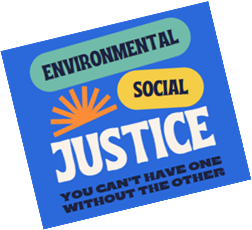 ENVIRONMENTAL
SOCIAL
JUSTICE
YOU CAN'T HAVE ONE
WITHOUT THE OTHER